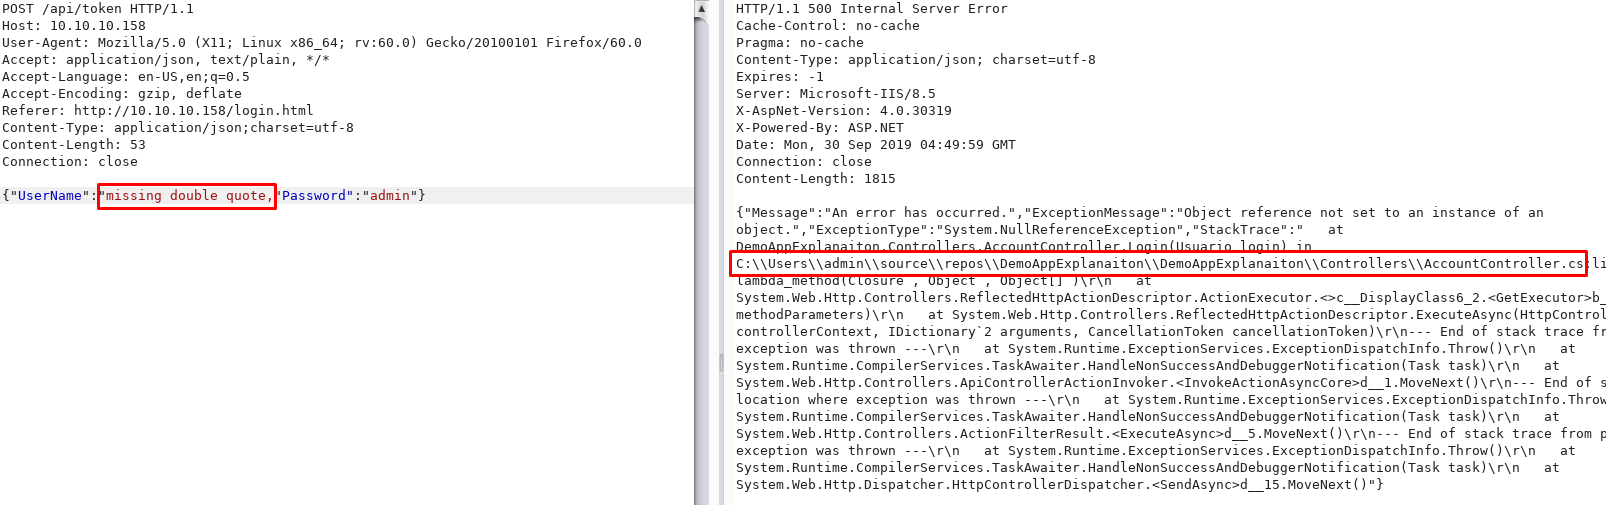 POST /api/token HTTP/1.1
Host: 10.10.10.158
User-Agent: Mozilla/5.0 (X11; Linux x86_64; rv:60.0) Gecko/20100101 Firefox/60.0
Accept: application/json, text/plain, */*
Accept-Language: en-US,en;q=0.5
Accept-Encoding: gzip, deflate
Referer: http://10.10.10.158/login.html
Content-Type: application/json;charset=utf-8
Content-Length: 53
Connection: close
{"UserName":"missing double quote,"Password":"admin"}
HTTP/1.1 500 Internal Server Error
Cache-Control: no-cache
Pragma: no-cache
Content-Type: application/json; charset=utf-8
Expires: -1
Server: Microsoft-IIS/8.5
X-AspNet-Version: 4.0.30319
X-Powered-By: ASP.NET
Date: Mon, 30 Sep 2019 04:49:59 GMT
Connection: close
Content-Length: 1815
{"Message":"An error has occurred.","ExceptionMessage":"Object reference not set to an instance of an
object.","ExceptionType":"System.NullReferenceException","StackTrace":"   at
DemoAppExplanaiton.Controllers.AccountController.Login(Usuario login) in
C:\\Users\\admin\\source\\repos\\DemoAppExplanaiton\\DemoAppExplanaiton\\Controllers\\AccountController.cs:li
lambda_method(Closure , Object , Object[] )\r\n   at
System.Web.Http.Controllers.ReflectedHttpActionDescriptor.ActionExecutor.<>c__DisplayClass6_2.<GetExecutor>b_
methodParameters)\r\n   at System.Web.Http.Controllers.ReflectedHttpActionDescriptor.ExecuteAsync(HttpControl
controllerContext, IDictionary`2 arguments, CancellationToken cancellationToken)\r\n--- End of stack trace fr
exception was thrown ---\r\n   at System.Runtime.ExceptionServices.ExceptionDispatchInfo.Throw()\r\n   at
System.Runtime.CompilerServices.TaskAwaiter.HandleNonSuccessAndDebuggerNotification(Task task)\r\n   at
System.Web.Http.Controllers.ApiControllerActionInvoker.<InvokeActionAsyncCore>d__1.MoveNext()\r\n--- End of s
location where exception was thrown ---\r\n   at System.Runtime.ExceptionServices.ExceptionDispatchInfo.Throw
System.Runtime.CompilerServices.TaskAwaiter.HandleNonSuccessAndDebuggerNotification(Task task)\r\n   at
System.Web.Http.Controllers.ActionFilterResult.<ExecuteAsync>d__5.MoveNext()\r\n--- End of stack trace from p
exception was thrown ---\r\n   at System.Runtime.ExceptionServices.ExceptionDispatchInfo.Throw()\r\n   at
System.Runtime.CompilerServices.TaskAwaiter.HandleNonSuccessAndDebuggerNotification(Task task)\r\n   at
System.Web.Http.Dispatcher.HttpControllerDispatcher.<SendAsync>d__15.MoveNext()"}